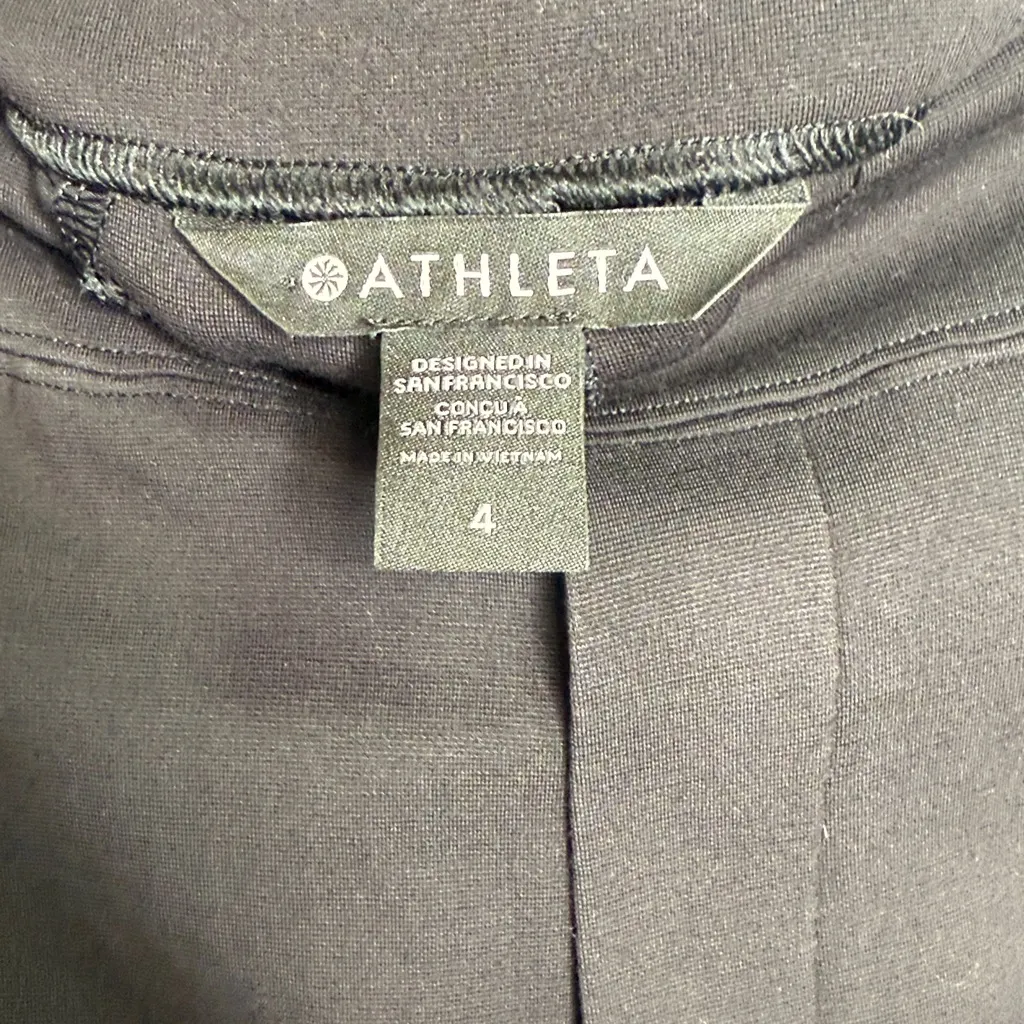 ATHLETA
DESIGNED IN
SAN FRANCISCO
CONÇU À
SAN FRANCISCO
MADE IN VIETNAM
4